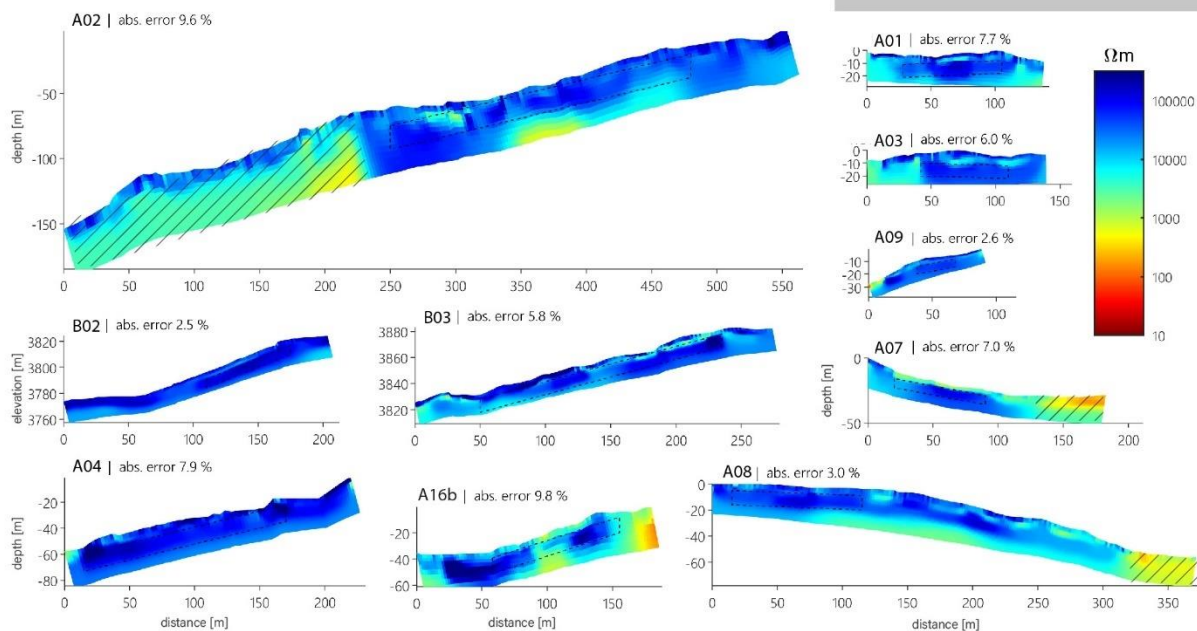 A02 | abs. error 9.6 %
depth [m]
-50
-100
-150
0 50 100 150 200 250 300 350 400 450 500 550
A01 | abs. error 7.7 %
0
-10
-20
0 50 100
A03 | abs. error 6.0 %
0
-10
-20
0 50 100 150
A09 | abs. error 2.6 %
-10
-20
-30
0 50 100
Ωm
100000
10000
1000
100
10
B02 | abs. error 2.5 %
elevation [m]
3820
3800
3780
3760
0 50 100 150 200
B03 | abs. error 5.8 %
3880
3860
3840
3820
0 50 100 150 200 250
A07 | abs. error 7.0 %
depth [m]
0
-50
0 50 100 150 200
A04 | abs. error 7.9 %
depth [m]
0
-20
-40
-60
-80
0 50 100 150 200
distance [m]
A16b | abs. error 9.8 %
0
-20
-40
-60
0 50 100 150
distance [m]
A08 | abs. error 3.0 %
0
-20
-40
-60
0 50 100 150 200 250 300 350
distance [m]